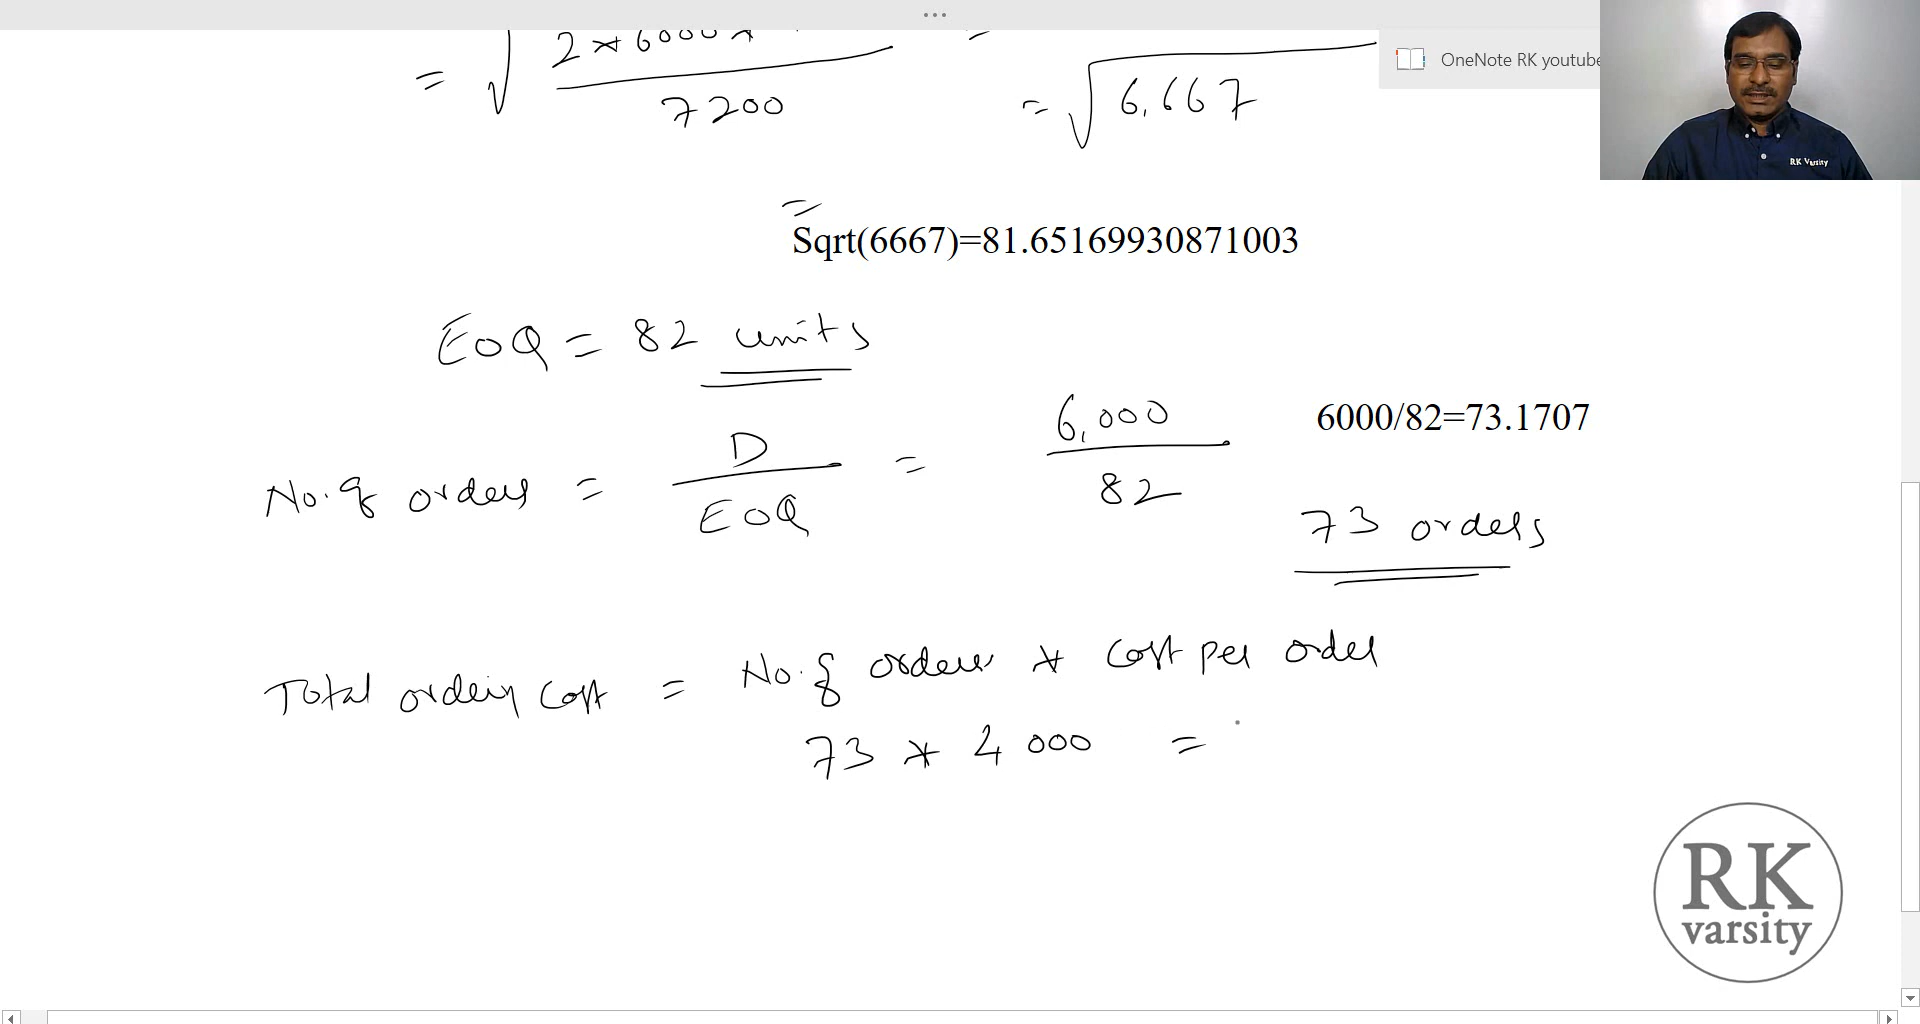 ...
= √ 2 * 6000 *
7200
= √ 6,667
OneNote RK youtube
RK Varsity
=
Sqrt(6667)=81.65169930871003
EOQ = 82 units
No. of orders = D / EOQ = 6,000 / 82
6000/82=73.1707
73 orders
Total ordering cost = No. of orders * Cost per order
73 * 4000 =
RK
varsity